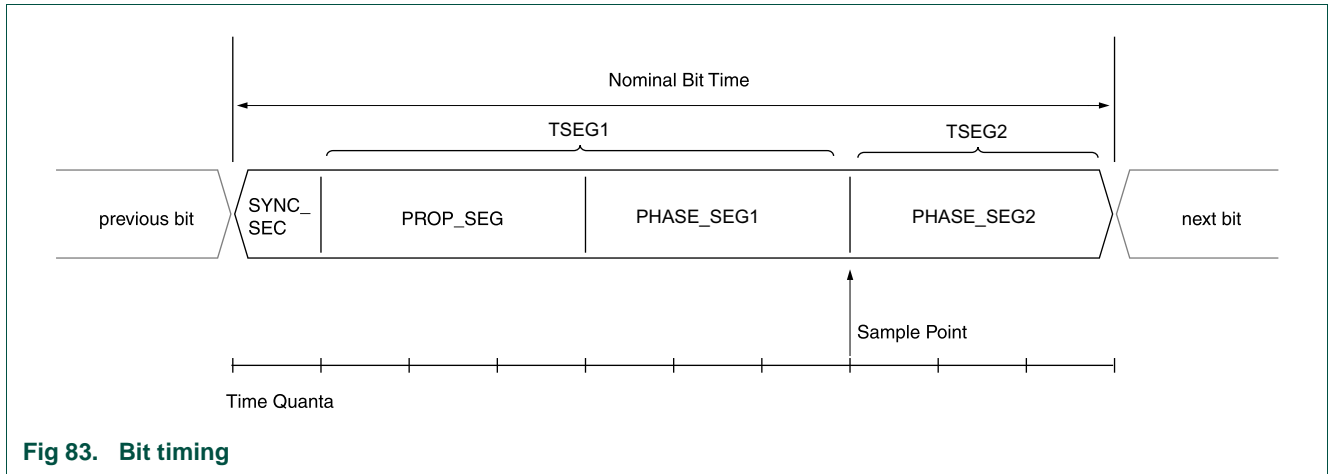 Nominal Bit Time
TSEG1
TSEG2
previous bit
SYNC_
SEC
PROP_SEG
PHASE_SEG1
PHASE_SEG2
next bit
Sample Point
Time Quanta
Fig 83. Bit timing